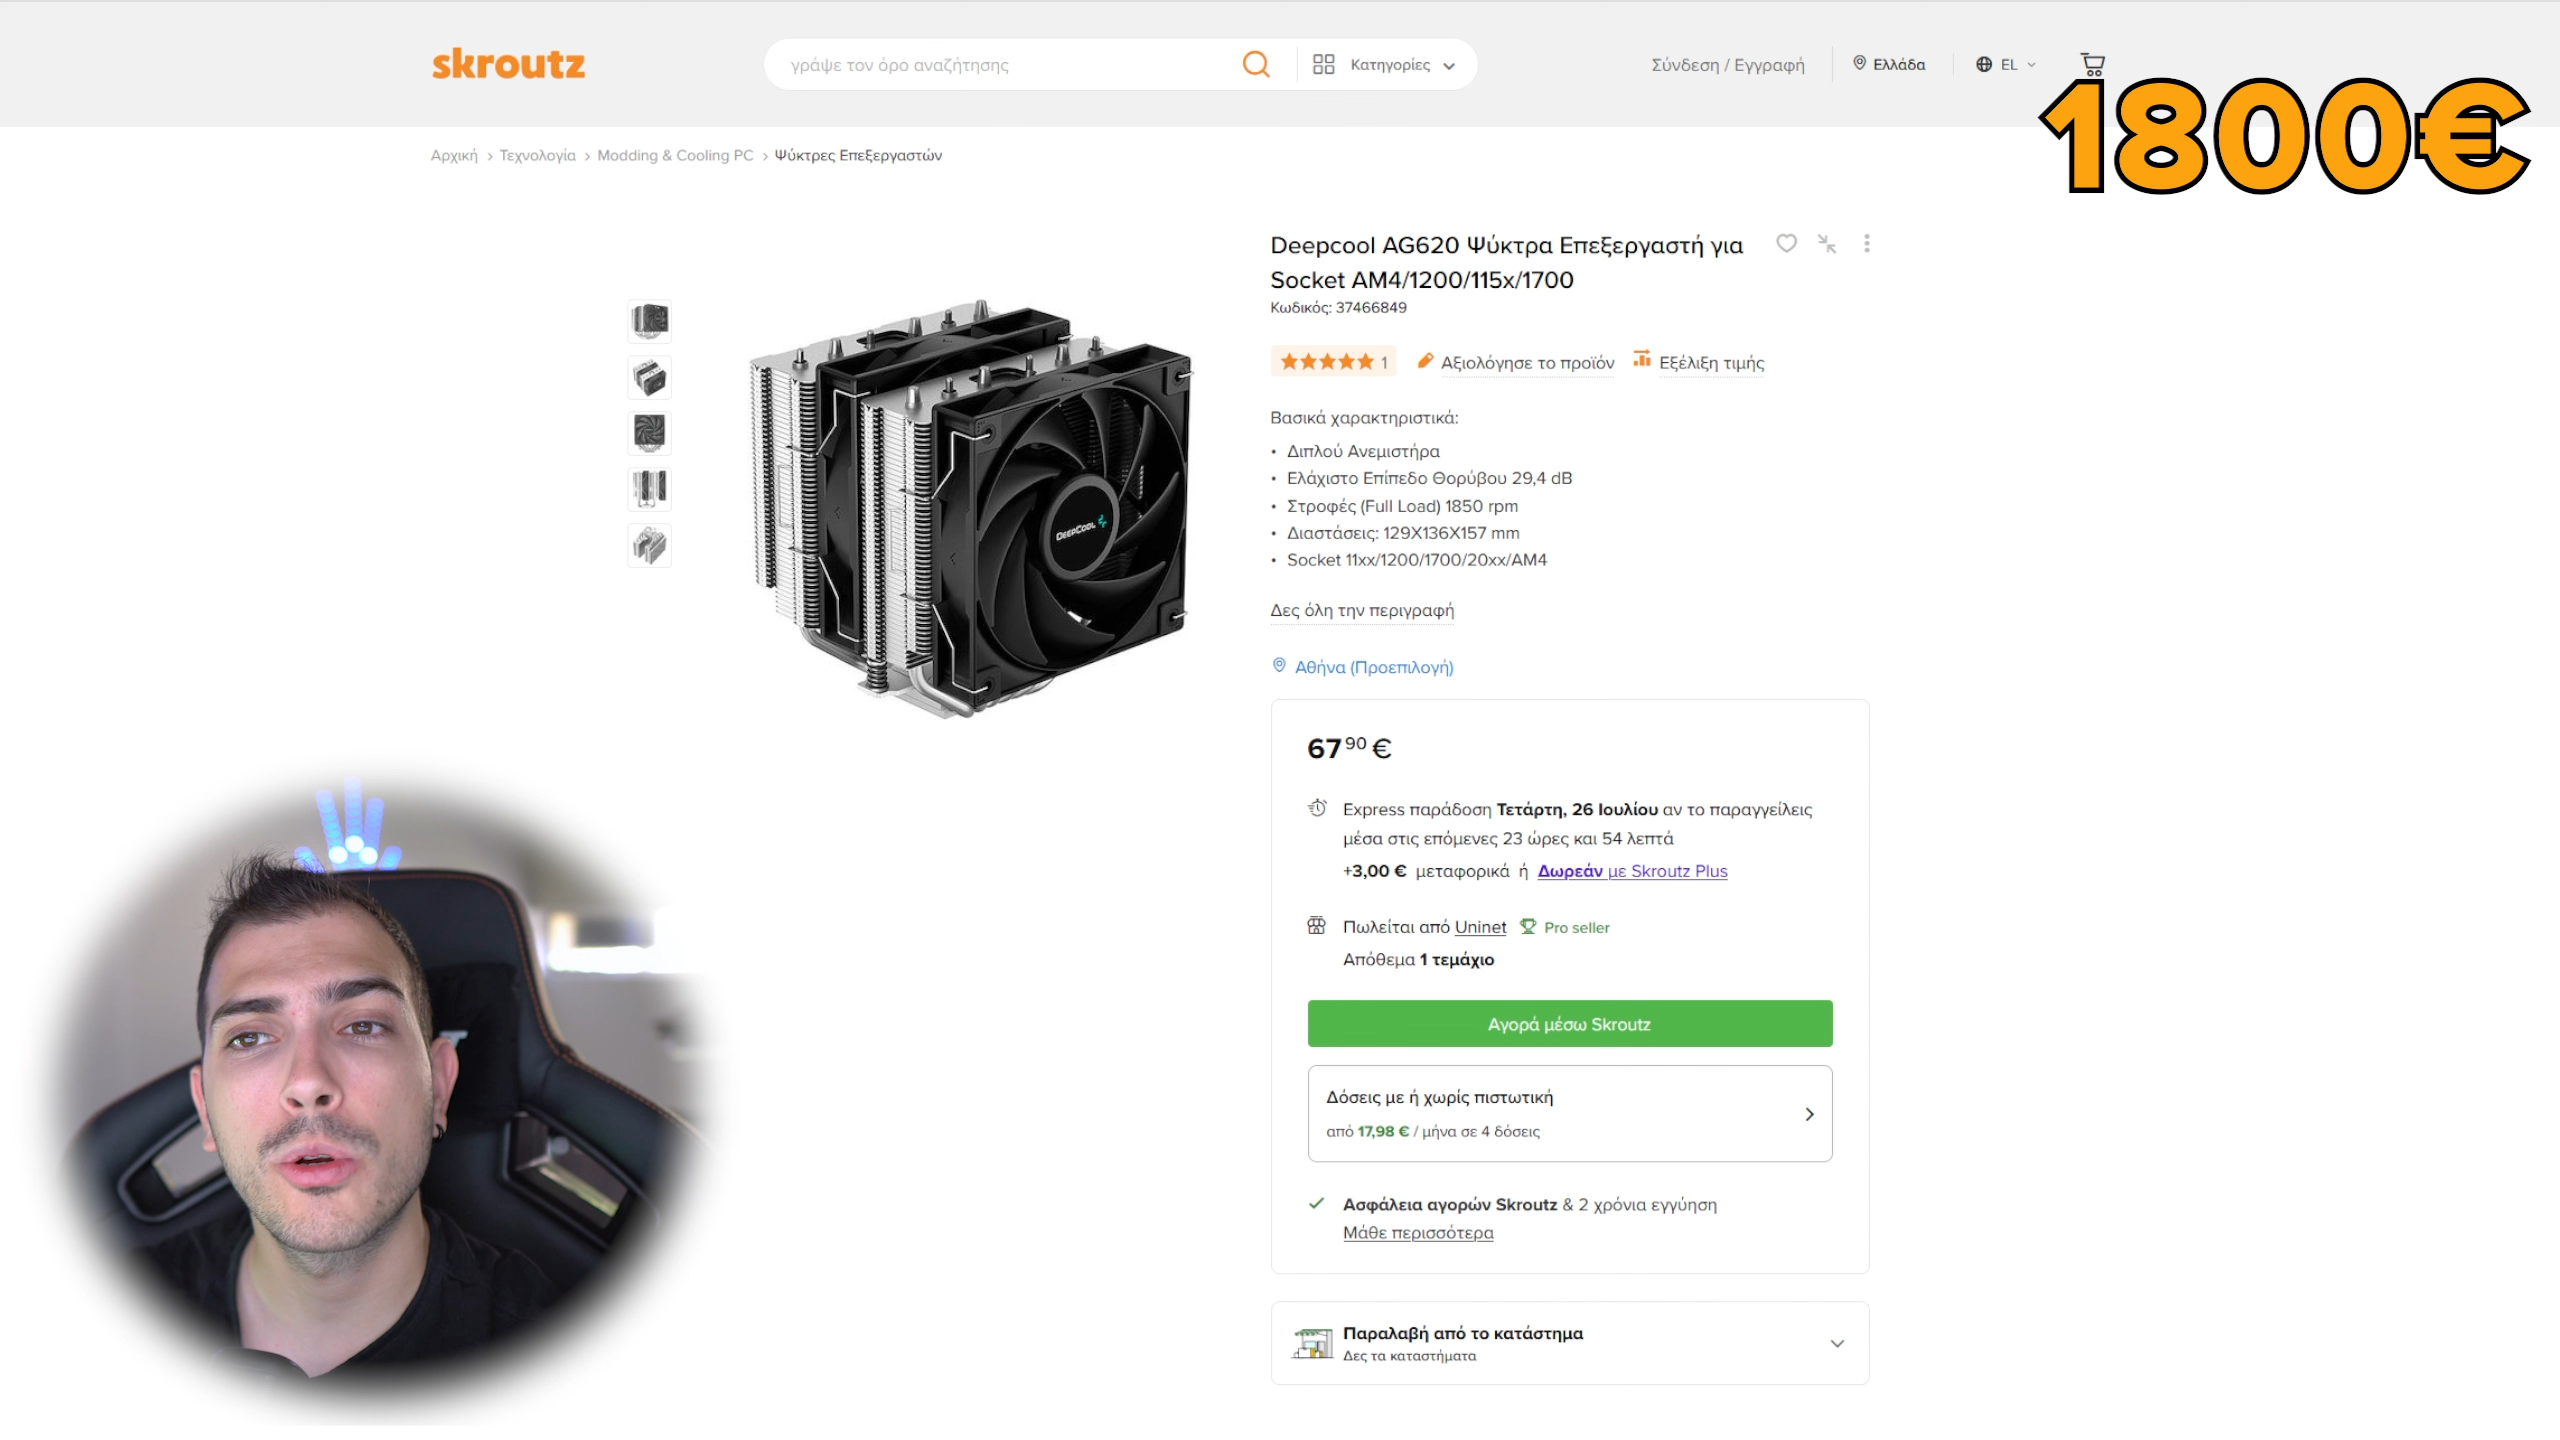 skroutz
γράψε τον όρο αναζήτησης
Κατηγορίες
Σύνδεση / Εγγραφή
Ελλάδα
EL
1800€
Αρχική > Τεχνολογία > Modding & Cooling PC > Ψύκτρες Επεξεργαστών
Deepcool AG620 Ψύκτρα Επεξεργαστή για
Socket AM4/1200/115x/1700
Κωδικός: 37466849
1
Αξιολόγησε το προϊόν
Εξέλιξη τιμής
Βασικά χαρακτηριστικά:
• Διπλού Ανεμιστήρα
• Ελάχιστο Επίπεδο Θορύβου 29,4 dB
• Στροφές (Full Load) 1850 rpm
• Διαστάσεις: 129X136X157 mm
• Socket 11xx/1200/1700/20xx/AM4
DEEPCOOL
Δες όλη την περιγραφή
Αθήνα (Προεπιλογή)
67 90 €
Express παράδοση Τετάρτη, 26 Ιουλίου αν το παραγγείλεις
μέσα στις επόμενες 23 ώρες και 54 λεπτά
+3,00 € μεταφορικά ή Δωρεάν με Skroutz Plus
Πωλείται από Uninet Pro seller
Απόθεμα 1 τεμάχιο
Αγορά μέσω Skroutz
Δόσεις με ή χωρίς πιστωτική
από 17,98 € / μήνα σε 4 δόσεις
Ασφάλεια αγορών Skroutz & 2 χρόνια εγγύηση
Μάθε περισσότερα
Παραλαβή από το κατάστημα
Δες τα καταστήματα